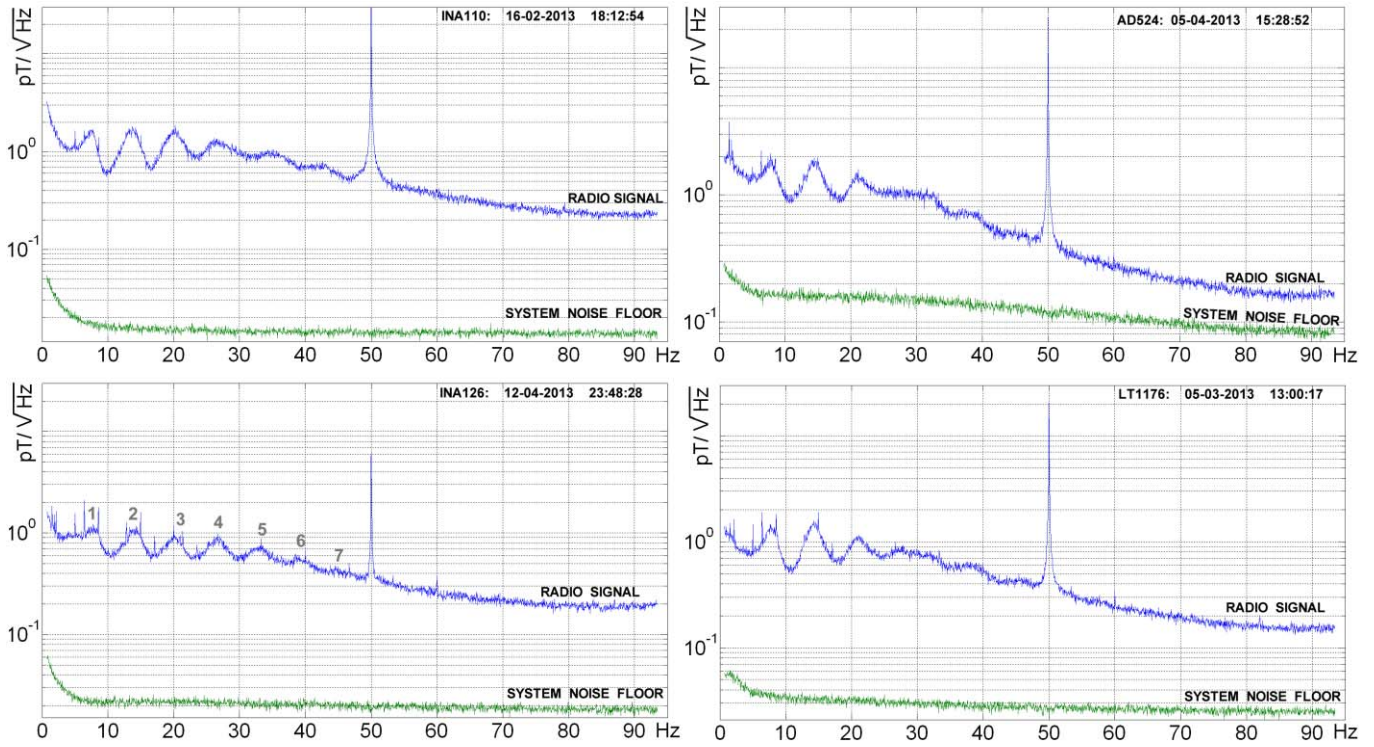 pT/√Hz
INA110: 16-02-2013 18:12:54
10⁰
RADIO SIGNAL
10⁻¹
SYSTEM NOISE FLOOR
0 10 20 30 40 50 60 70 80 90 Hz
pT/√Hz
AD524: 05-04-2013 15:28:52
10⁰
RADIO SIGNAL
SYSTEM NOISE FLOOR
10⁻¹
0 10 20 30 40 50 60 70 80 90 Hz
pT/√Hz
INA126: 12-04-2013 23:48:28
10⁰
1 2 3 4 5 6 7
RADIO SIGNAL
10⁻¹
SYSTEM NOISE FLOOR
0 10 20 30 40 50 60 70 80 90 Hz
pT/√Hz
LT1176: 05-03-2013 13:00:17
10⁰
RADIO SIGNAL
10⁻¹
SYSTEM NOISE FLOOR
0 10 20 30 40 50 60 70 80 90 Hz